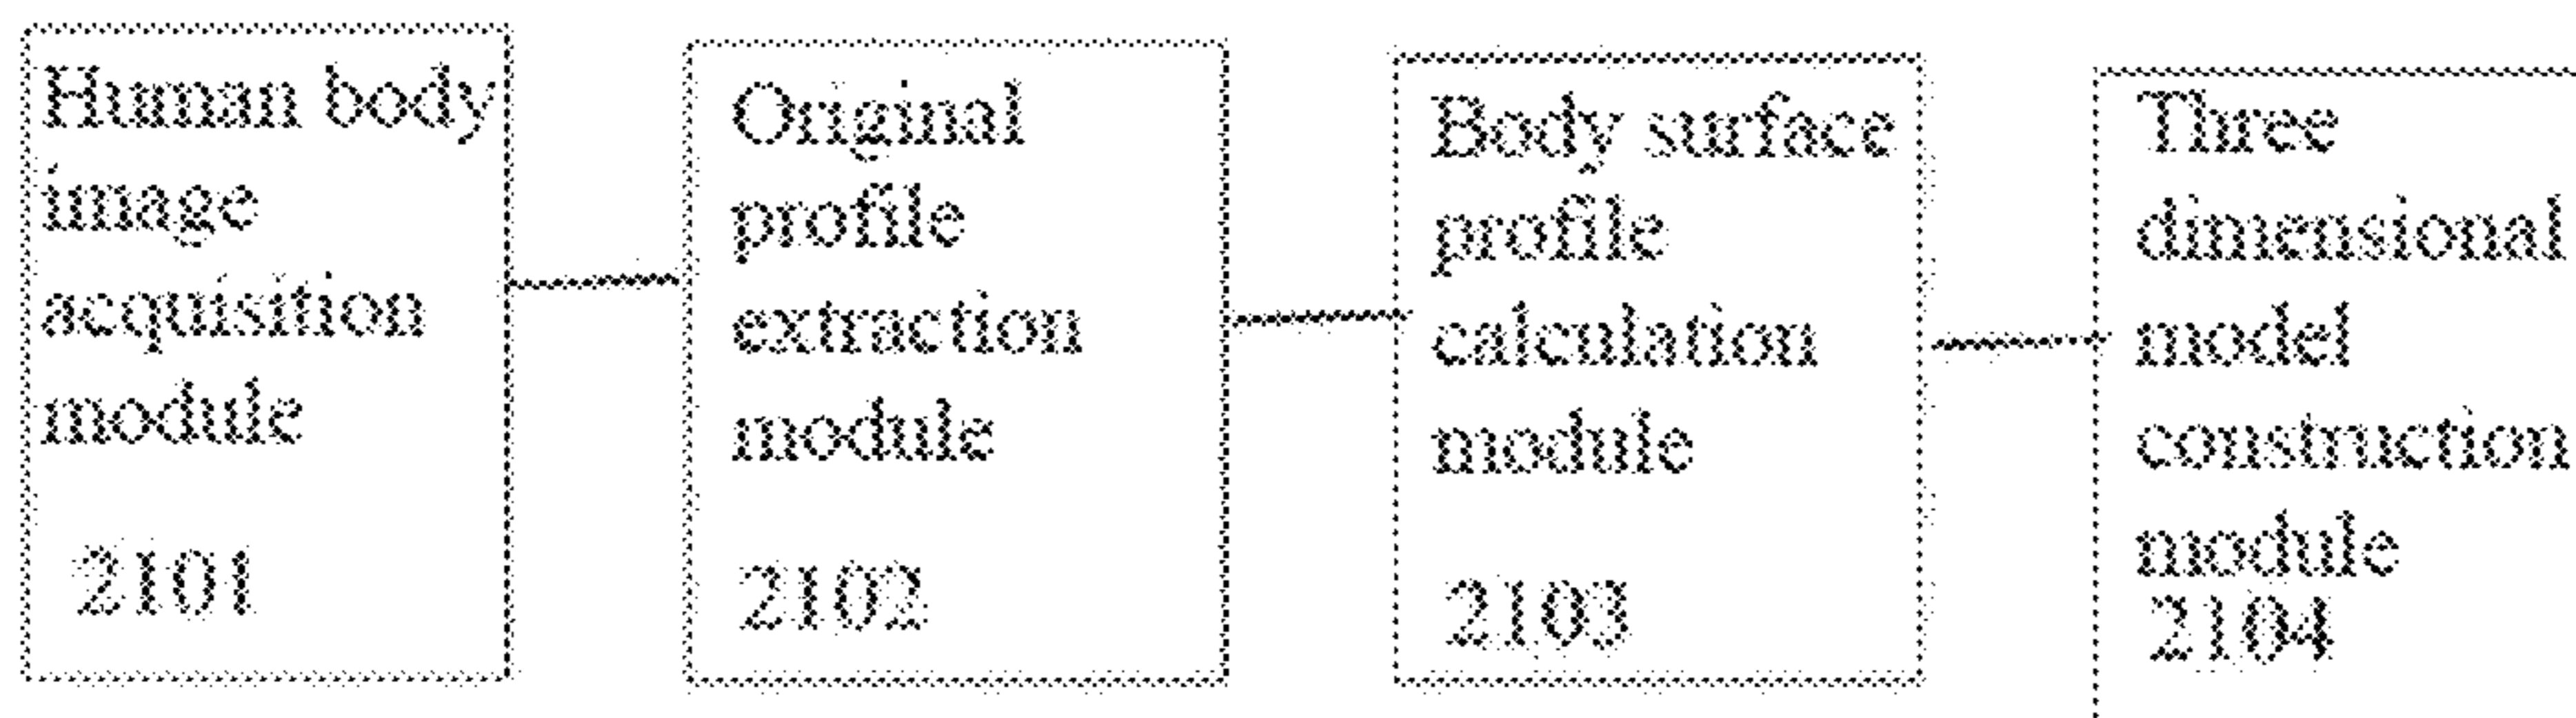 Human body
image
acquisition
module
2101
Original
profile
extraction
module
2102
Body surface
profile
calculation
module
2103
Three
dimensional
model
construction
module
2104